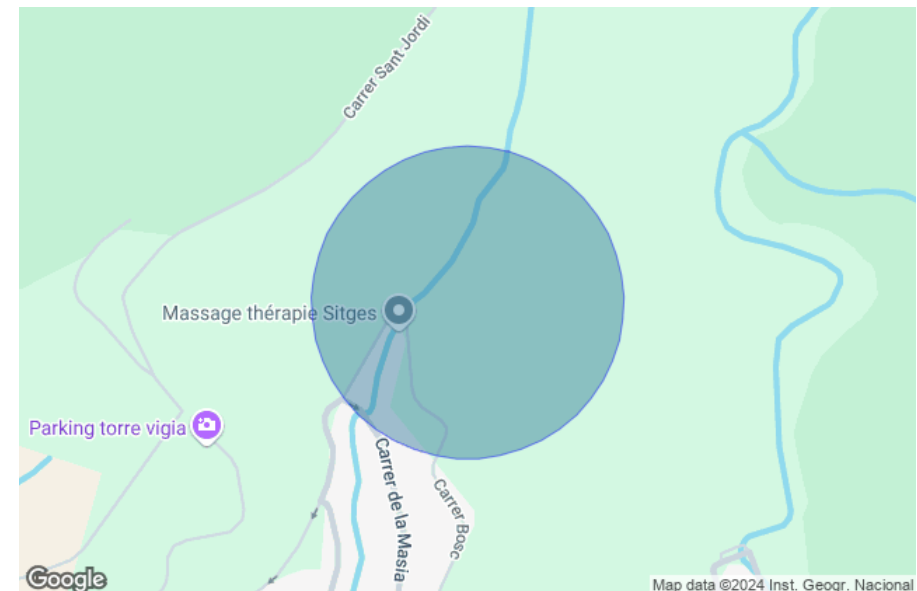 Carrer Sant Jordi
Massage thérapie Sitges
Parking torre vigia
Carrer de la Masia
Carrer Bosc
Google
Map data ©2024 Inst. Geogr. Nacional